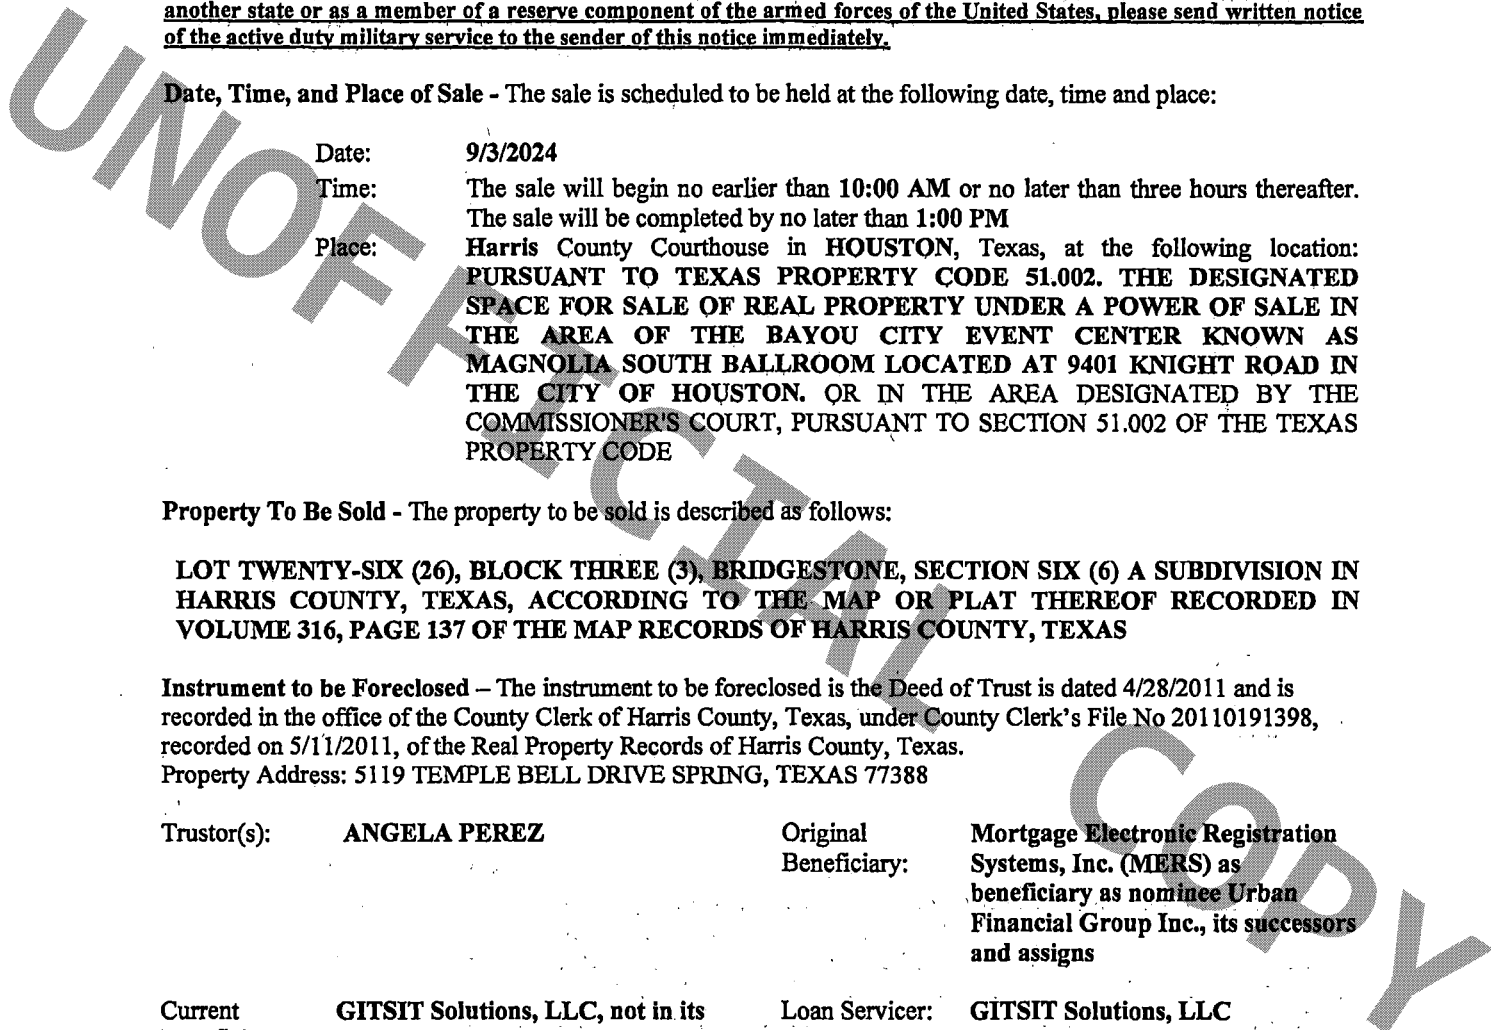 another state or as a member of a reserve component of the armed forces of the United States, please send written notice
of the active duty military service to the sender of this notice immediately.
Date, Time, and Place of Sale - The sale is scheduled to be held at the following date, time and place:
Date: 9/3/2024
Time: The sale will begin no earlier than 10:00 AM or no later than three hours thereafter.
The sale will be completed by no later than 1:00 PM
Place: Harris County Courthouse in HOUSTON, Texas, at the following location:
PURSUANT TO TEXAS PROPERTY CODE 51.002. THE DESIGNATED
SPACE FOR SALE OF REAL PROPERTY UNDER A POWER OF SALE IN
THE AREA OF THE BAYOU CITY EVENT CENTER KNOWN AS
MAGNOLIA SOUTH BALLROOM LOCATED AT 9401 KNIGHT ROAD IN
THE CITY OF HOUSTON. OR IN THE AREA DESIGNATED BY THE
COMMISSIONER'S COURT, PURSUANT TO SECTION 51.002 OF THE TEXAS
PROPERTY CODE
Property To Be Sold - The property to be sold is described as follows:
LOT TWENTY-SIX (26), BLOCK THREE (3), BRIDGESTONE, SECTION SIX (6) A SUBDIVISION IN
HARRIS COUNTY, TEXAS, ACCORDING TO THE MAP OR PLAT THEREOF RECORDED IN
VOLUME 316, PAGE 137 OF THE MAP RECORDS OF HARRIS COUNTY, TEXAS
Instrument to be Foreclosed – The instrument to be foreclosed is the Deed of Trust is dated 4/28/2011 and is
recorded in the office of the County Clerk of Harris County, Texas, under County Clerk's File No 20110191398,
recorded on 5/11/2011, of the Real Property Records of Harris County, Texas.
Property Address: 5119 TEMPLE BELL DRIVE SPRING, TEXAS 77388
Trustor(s): ANGELA PEREZ Original Mortgage Electronic Registration
Beneficiary: Systems, Inc. (MERS) as
beneficiary as nominee Urban
Financial Group Inc., its successors
and assigns
Current GITSIT Solutions, LLC, not in its Loan Servicer: GITSIT Solutions, LLC
UNOFFICIAL COPY